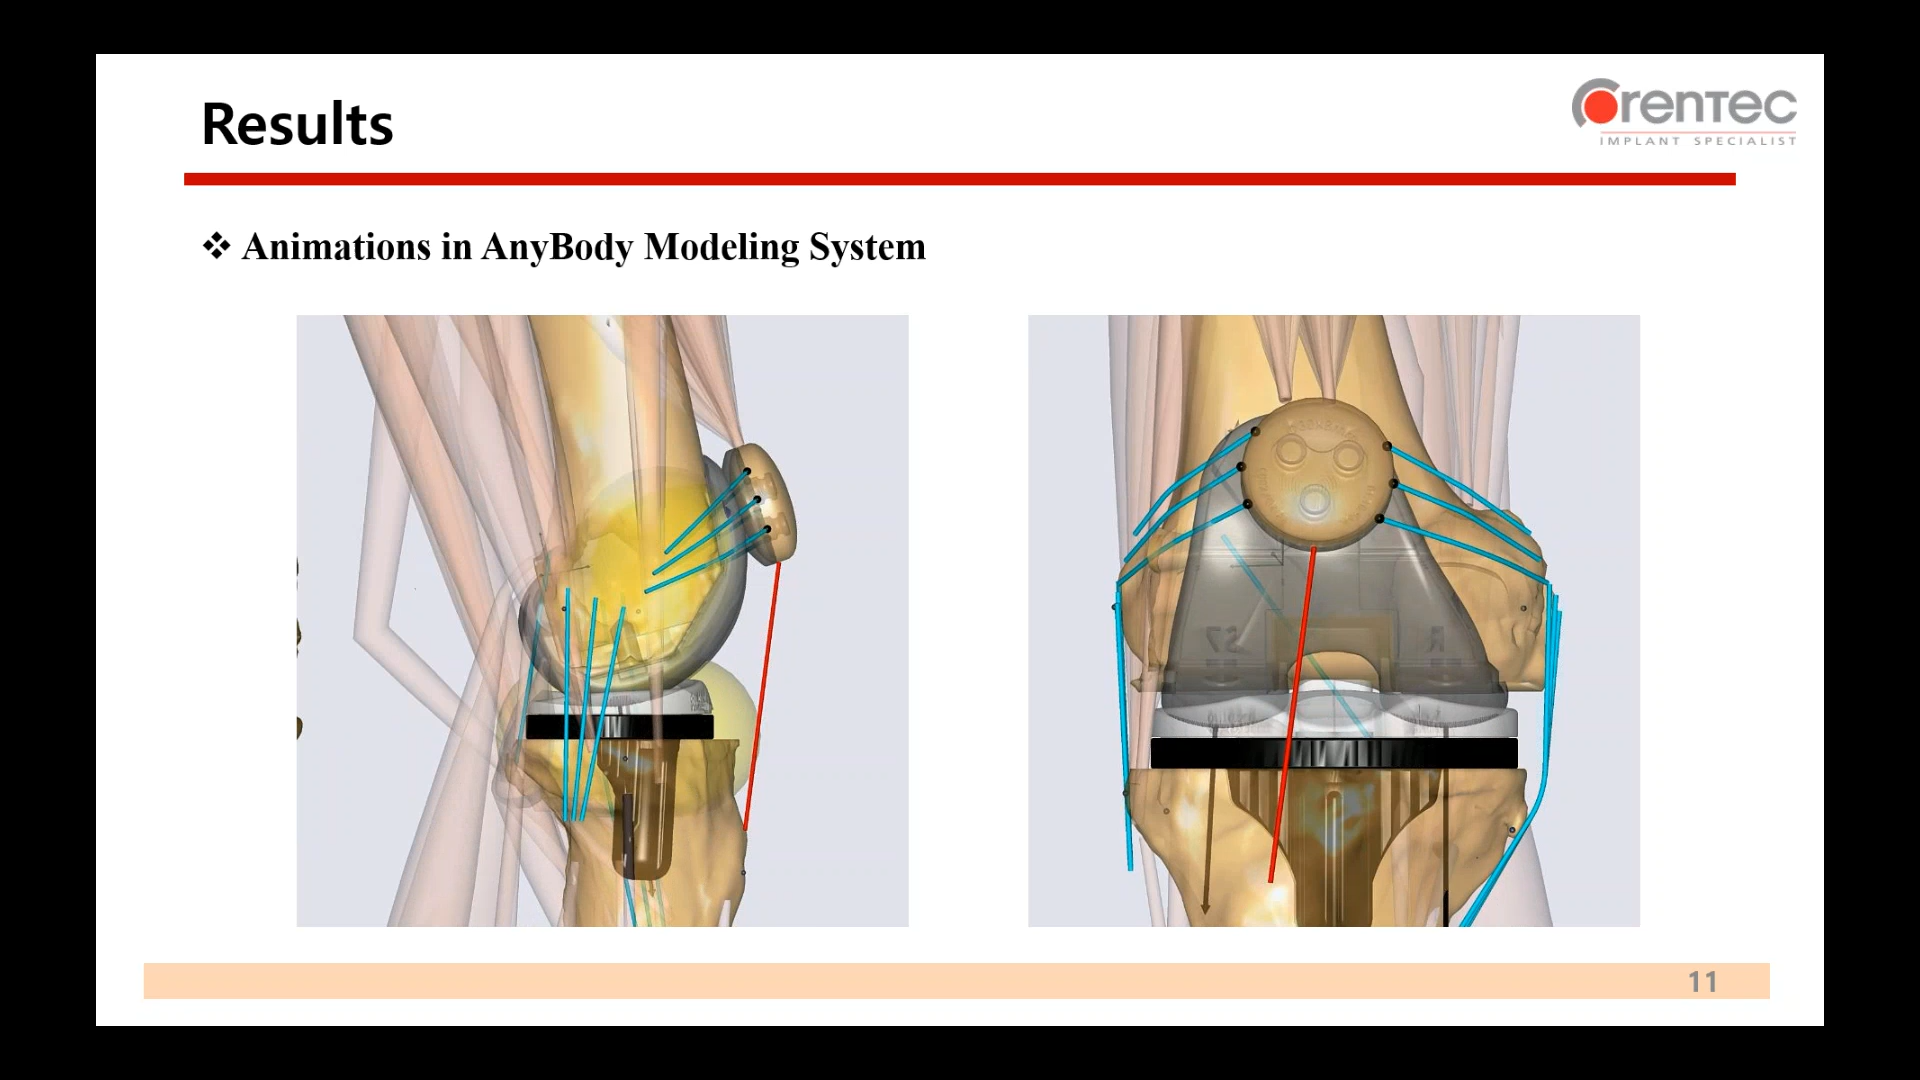 Results
Corentec
IMPLANT SPECIALIST
❖ Animations in AnyBody Modeling System
11